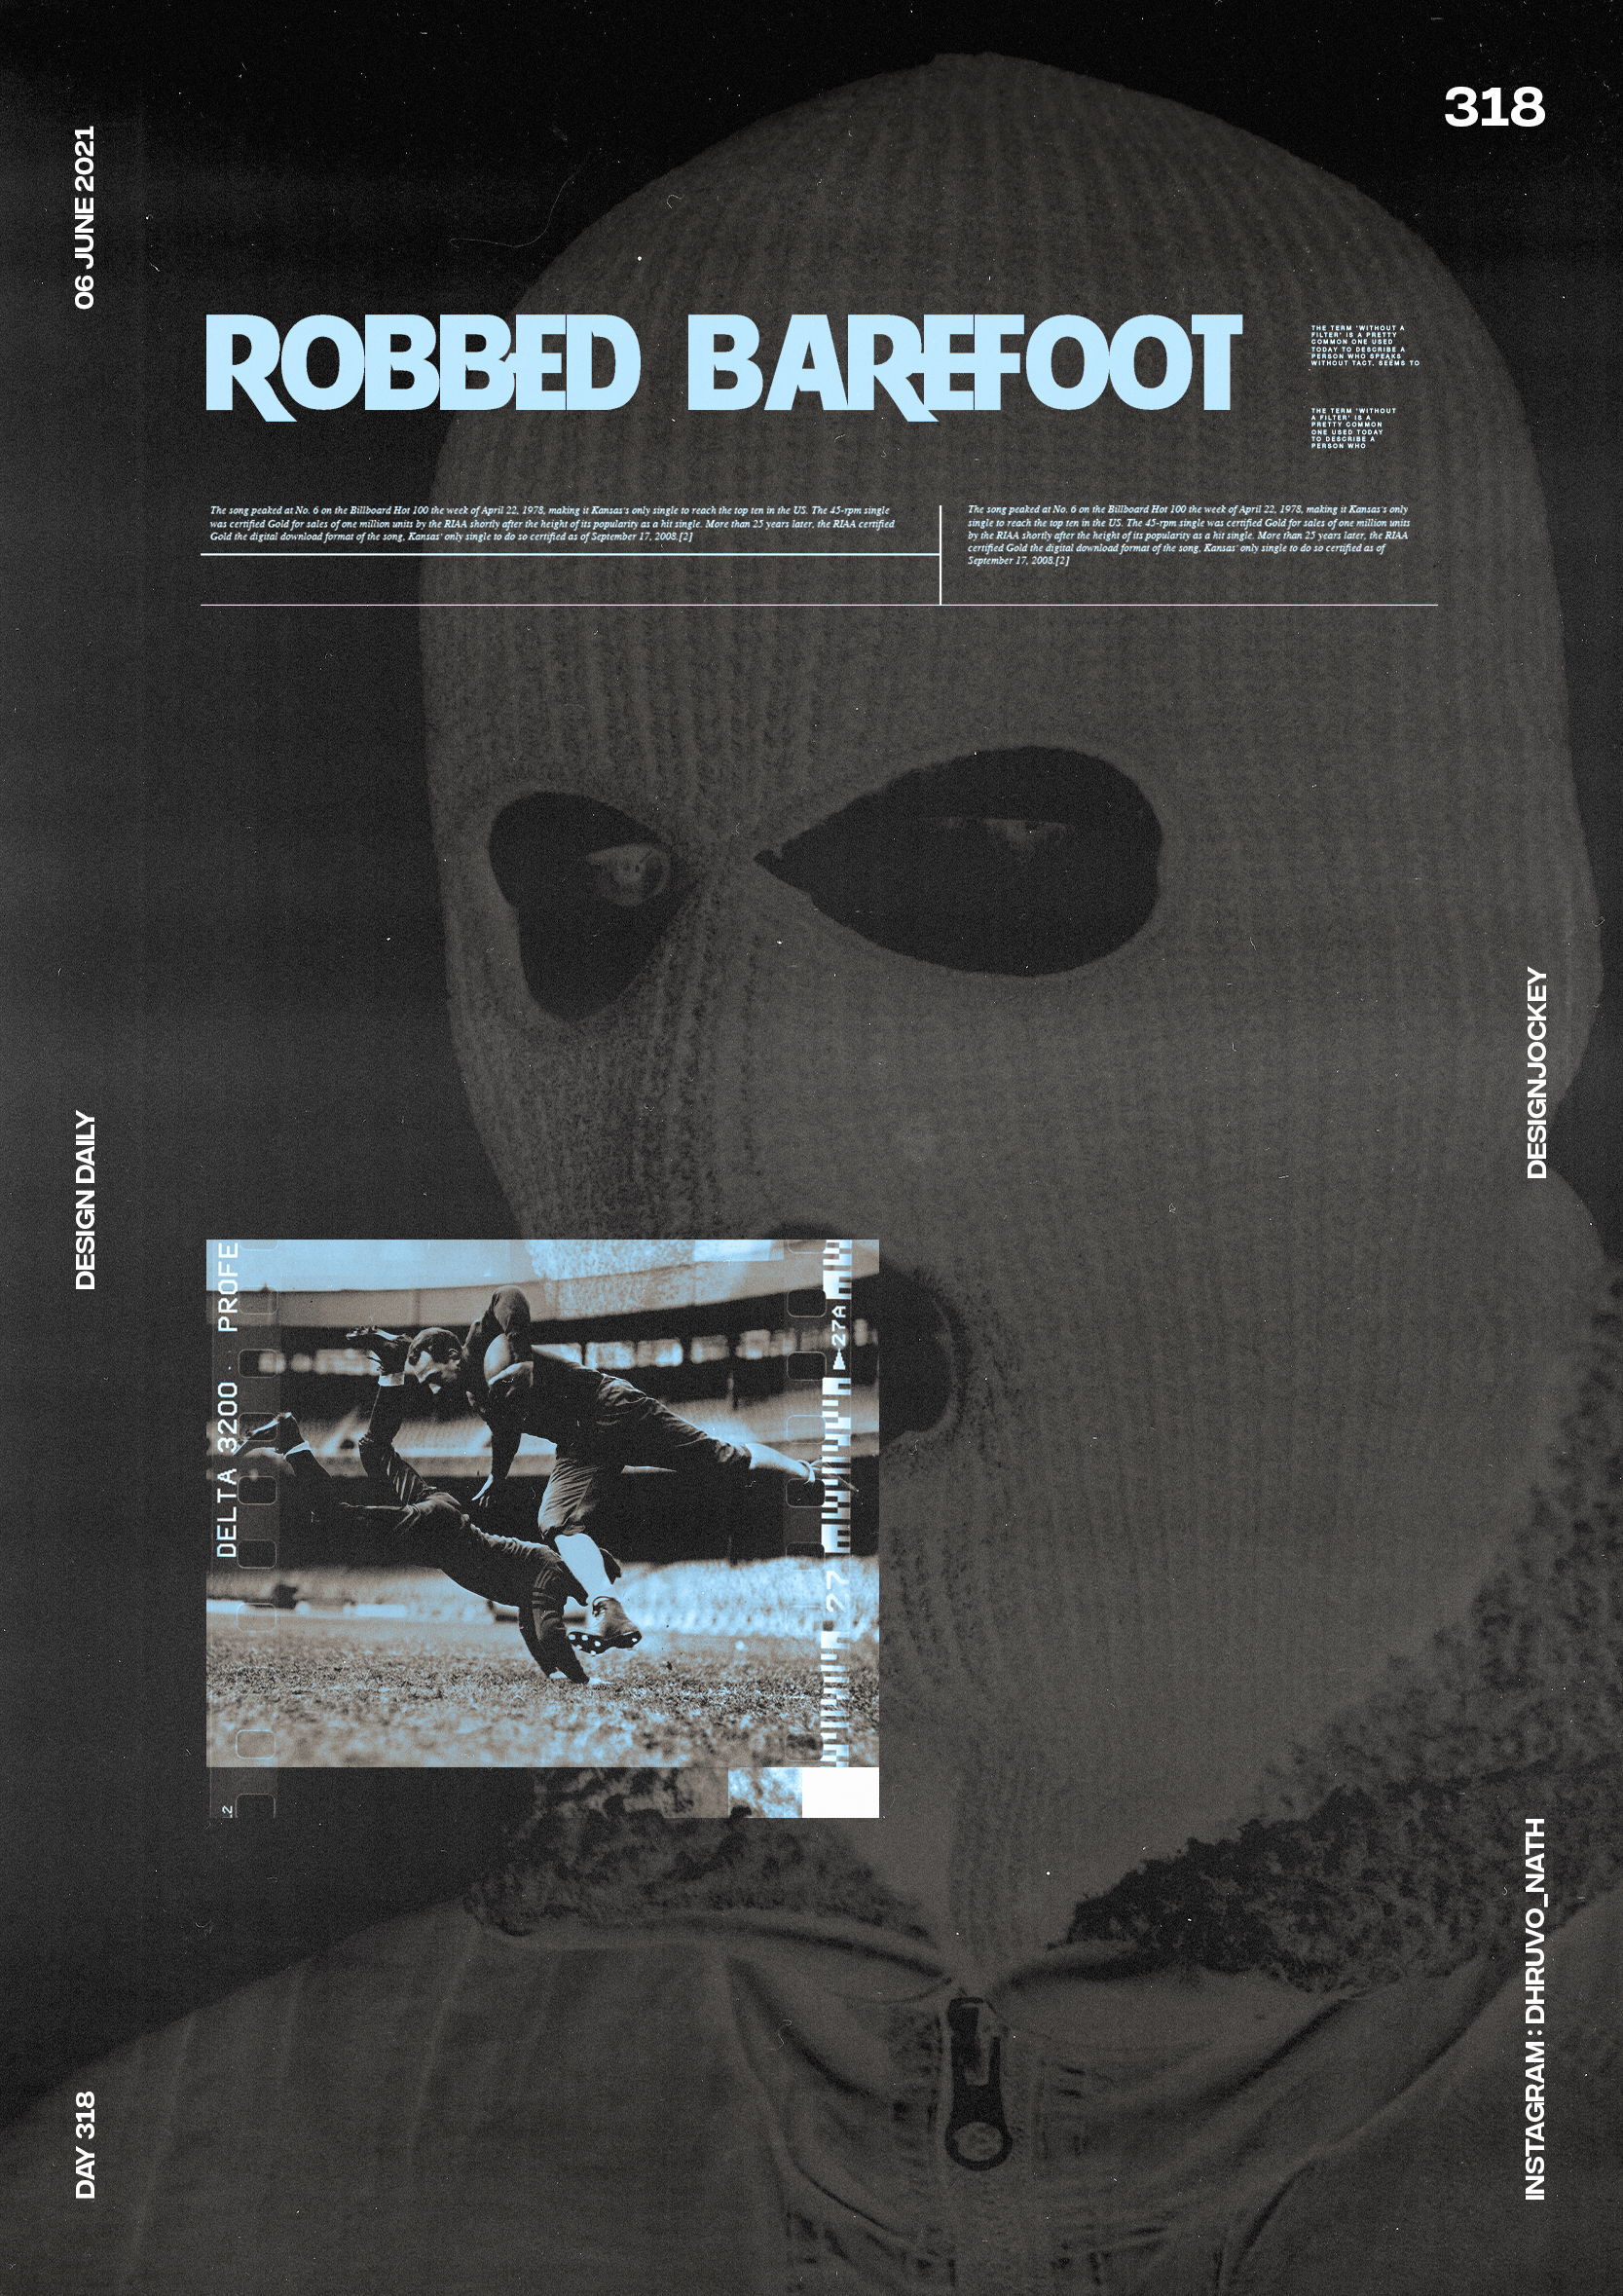 318
06 JUNE 2021
ROBBED BAREFOOT
THE TERM 'WITHOUT A
FILTER' IS A PRETTY
COMMON ONE USED
TODAY TO DESCRIBE A
PERSON WHO SPEAKS
WITHOUT TACT, SEEMS TO
THE TERM 'WITHOUT
A FILTER' IS A
PRETTY COMMON
ONE USED TODAY
TO DESCRIBE A
PERSON WHO
The song peaked at No. 6 on the Billboard Hot 100 the week of April 22, 1978, making it Kansas's only single to reach the top ten in the US. The 45-rpm single
was certified Gold for sales of one million units by the RIAA shortly after the height of its popularity as a hit single. More than 25 years later, the RIAA certified
Gold the digital download format of the song, Kansas' only single to do so certified as of September 17, 2008.[2]
The song peaked at No. 6 on the Billboard Hot 100 the week of April 22, 1978, making it Kansas's only
single to reach the top ten in the US. The 45-rpm single was certified Gold for sales of one million units
by the RIAA shortly after the height of its popularity as a hit single. More than 25 years later, the RIAA
certified Gold the digital download format of the song, Kansas' only single to do so certified as of
September 17, 2008.[2]
DESIGN DAILY
DESIGNJOCKEY
DELTA 3200 PROFE
27A
27
DAY 318
INSTAGRAM : DHRUVO_NATH